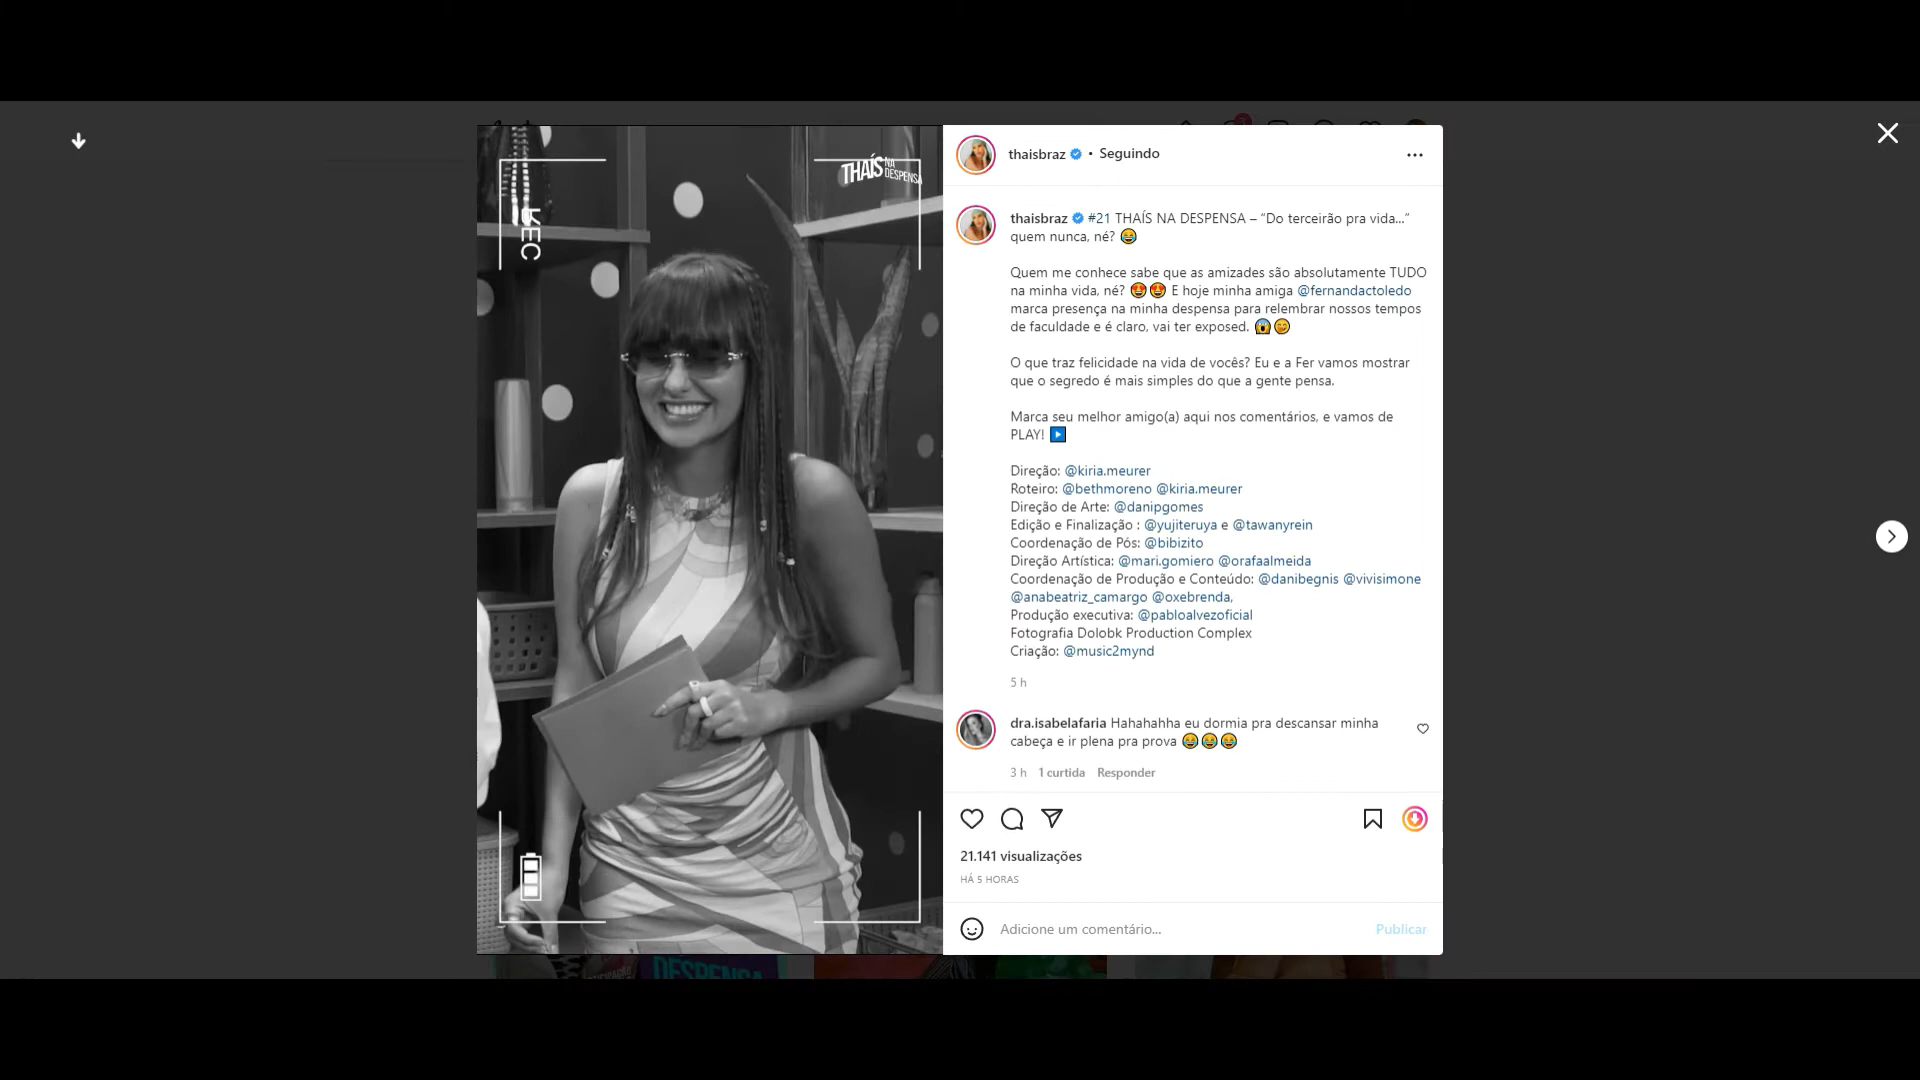 THAÍS NA DESPENSA
REC
thaisbraz • Seguindo
thaisbraz #21 THAÍS NA DESPENSA – “Do terceirão pra vida...”
quem nunca, né? 😂
Quem me conhece sabe que as amizades são absolutamente TUDO
na minha vida, né? 🤩🤩 E hoje minha amiga @fernandactoledo
marca presença na minha despensa para relembrar nossos tempos
de faculdade e é claro, vai ter exposed. 😱😊
O que traz felicidade na vida de vocês? Eu e a Fer vamos mostrar
que o segredo é mais simples do que a gente pensa.
Marca seu melhor amigo(a) aqui nos comentários, e vamos de
PLAY! ▶️
Direção: @kiria.meurer
Roteiro: @bethmoreno @kiria.meurer
Direção de Arte: @danipgomes
Edição e Finalização : @yujiteruya e @tawanyrein
Coordenação de Pós: @bibizito
Direção Artística: @mari.gomiero @orafaalmeida
Coordenação de Produção e Conteúdo: @danibegnis @vivisimone
@anabeatriz_camargo @oxebrenda,
Produção executiva: @pabloalvezoficial
Fotografia Dolobk Production Complex
Criação: @music2mynd
5 h
dra.isabelafaria Hahahahha eu dormia pra descansar minha
cabeça e ir plena pra prova 😂😂😂
3 h 1 curtida Responder
21.141 visualizações
HÁ 5 HORAS
Adicione um comentário... Publicar
DESPENSA